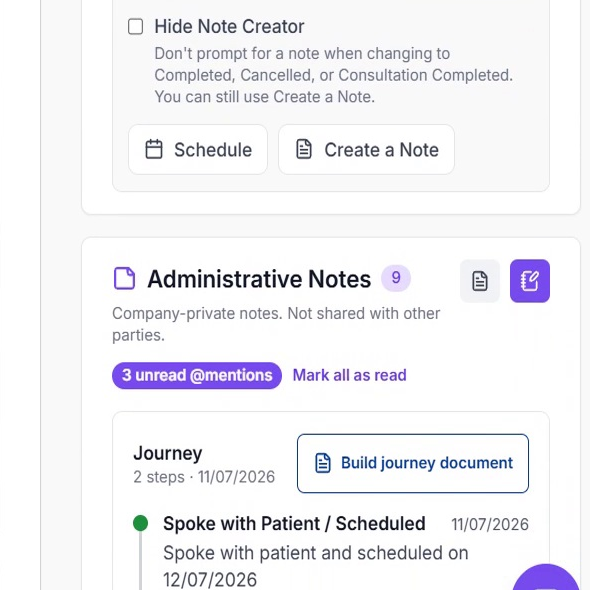 Hide Note Creator
Don't prompt for a note when changing to
Completed, Cancelled, or Consultation Completed.
You can still use Create a Note.
Schedule
Create a Note
Administrative Notes 9
Company-private notes. Not shared with other
parties.
3 unread @mentions Mark all as read
Journey
2 steps · 11/07/2026
Build journey document
Spoke with Patient / Scheduled 11/07/2026
Spoke with patient and scheduled on
12/07/2026